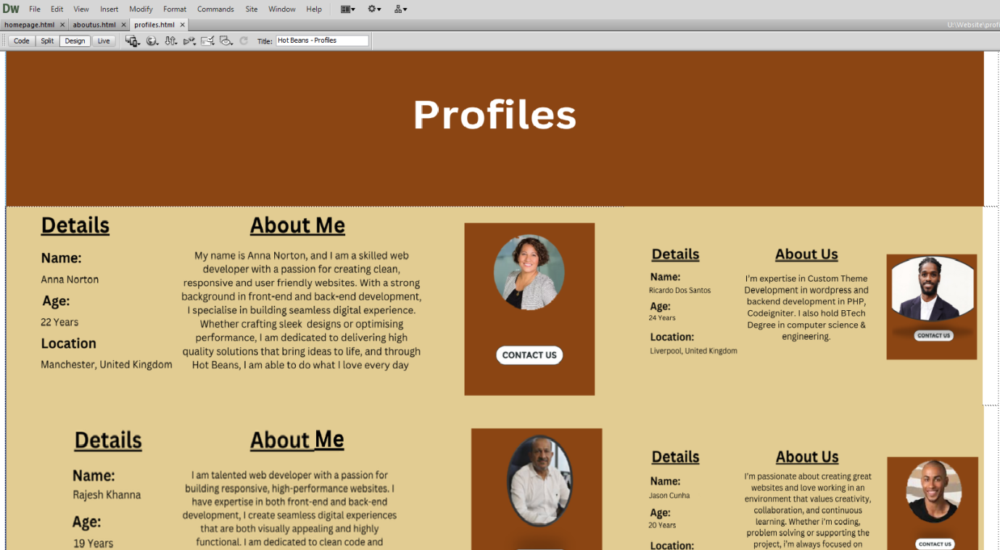 Dw File Edit View Insert Modify Format Commands Site Window Help
homepage.html × aboutus.html × profiles.html ×
U:\Website\profi
Code Split Design Live Title: Hot Beans - Profiles
Profiles
Details
Name:
Anna Norton
Age:
22 Years
Location
Manchester, United Kingdom
About Me
My name is Anna Norton, and I am a skilled web
developer with a passion for creating clean,
responsive and user friendly websites. With a strong
background in front-end and back-end development,
I specialise in building seamless digital experience.
Whether crafting sleek designs or optimising
performance, I am dedicated to delivering high
quality solutions that bring ideas to life, and through
Hot Beans, I am able to do what I love every day
CONTACT US
Details
Name:
Ricardo Dos Santos
Age:
24 Years
Location:
Liverpool, United Kingdom
About Us
I'm expertise in Custom Theme
Development in wordpress and
backend development in PHP,
Codeigniter. I also hold BTech
Degree in computer science &
engineering.
CONTACT US
Details
Name:
Rajesh Khanna
Age:
19 Years
About Me
I am talented web developer with a passion for
building responsive, high-performance websites. I
have expertise in both front-end and back-end
development, I create seamless digital experiences
that are both visually appealing and highly
functional. I am dedicated to clean code and
Details
Name:
Jason Cunha
Age:
20 Years
Location:
About Us
I'm passionate about creating great
websites and love working in an
environment that values creativity,
collaboration, and continuous
learning. Whether i'm coding,
problem solving or supporting the
project, i'm always focused on
CONTACT US